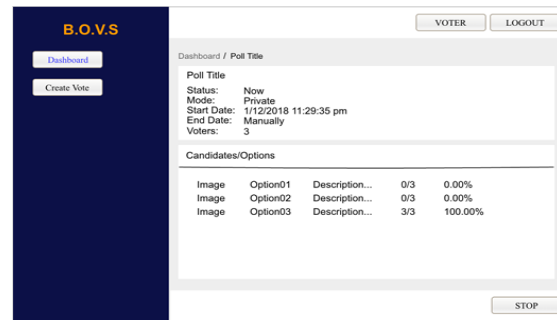 B.O.V.S
VOTER LOGOUT
Dashboard
Create Vote
Dashboard / Poll Title
Poll Title
Status: Now
Mode: Private
Start Date: 1/12/2018 11:29:35 pm
End Date: Manually
Voters: 3
Candidates/Options
Image Option01 Description... 0/3 0.00%
Image Option02 Description... 0/3 0.00%
Image Option03 Description... 3/3 100.00%
STOP